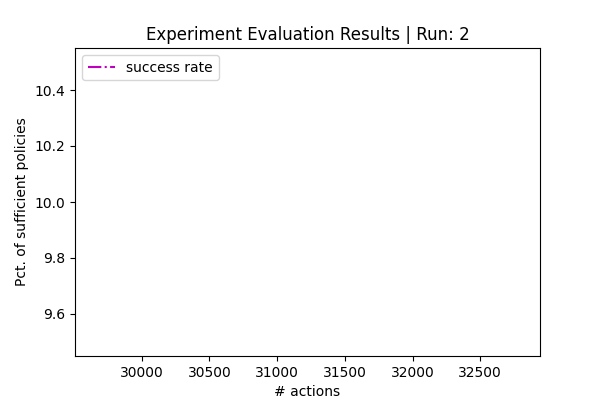 Experiment Evaluation Results | Run: 2
success rate
Pct. of sufficient policies
10.4
10.2
10.0
9.8
9.6
30000 30500 31000 31500 32000 32500
# actions